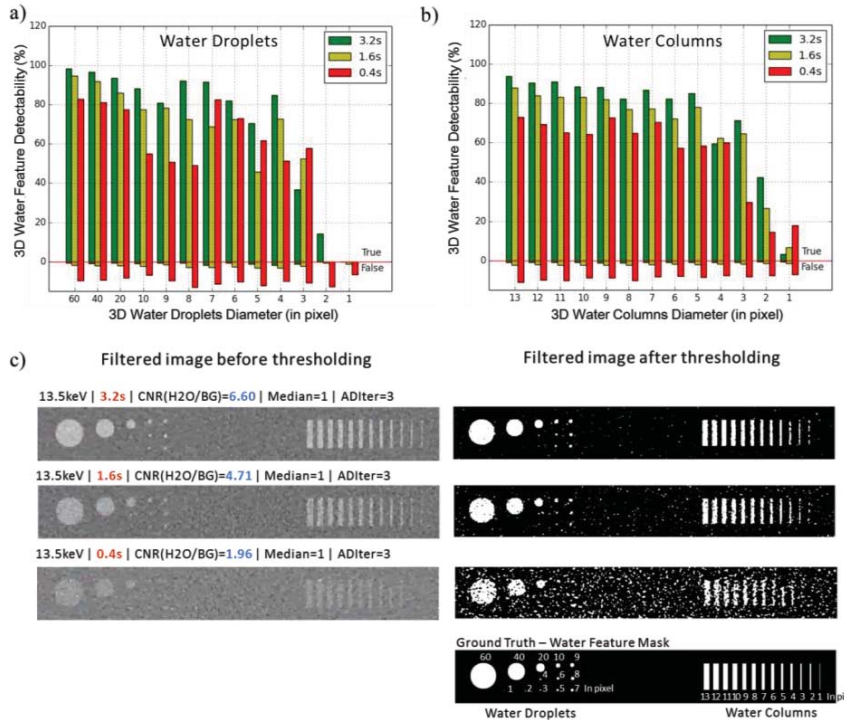 a)
Water Droplets
3.2s
1.6s
0.4s
3D Water Feature Detectability (%)
120
100
80
60
40
20
0
True
False
60 40 20 10 9 8 7 6 5 4 3 2 1
3D Water Droplets Diameter (in pixel)
b)
Water Columns
3.2s
1.6s
0.4s
3D Water Feature Detectability (%)
120
100
80
60
40
20
0
True
False
13 12 11 10 9 8 7 6 5 4 3 2 1
3D Water Columns Diameter (in pixel)
c)
Filtered image before thresholding
Filtered image after thresholding
13.5keV | 3.2s | CNR(H2O/BG)=6.60 | Median=1 | ADIter=3
13.5keV | 1.6s | CNR(H2O/BG)=4.71 | Median=1 | ADIter=3
13.5keV | 0.4s | CNR(H2O/BG)=1.96 | Median=1 | ADIter=3
Ground Truth – Water Feature Mask
60 40 20 10 9
4 6 8
1 2 3 5 7 In pixel
13 12 11 10 9 8 7 6 5 4 3 2 1 In pi
Water Droplets
Water Columns